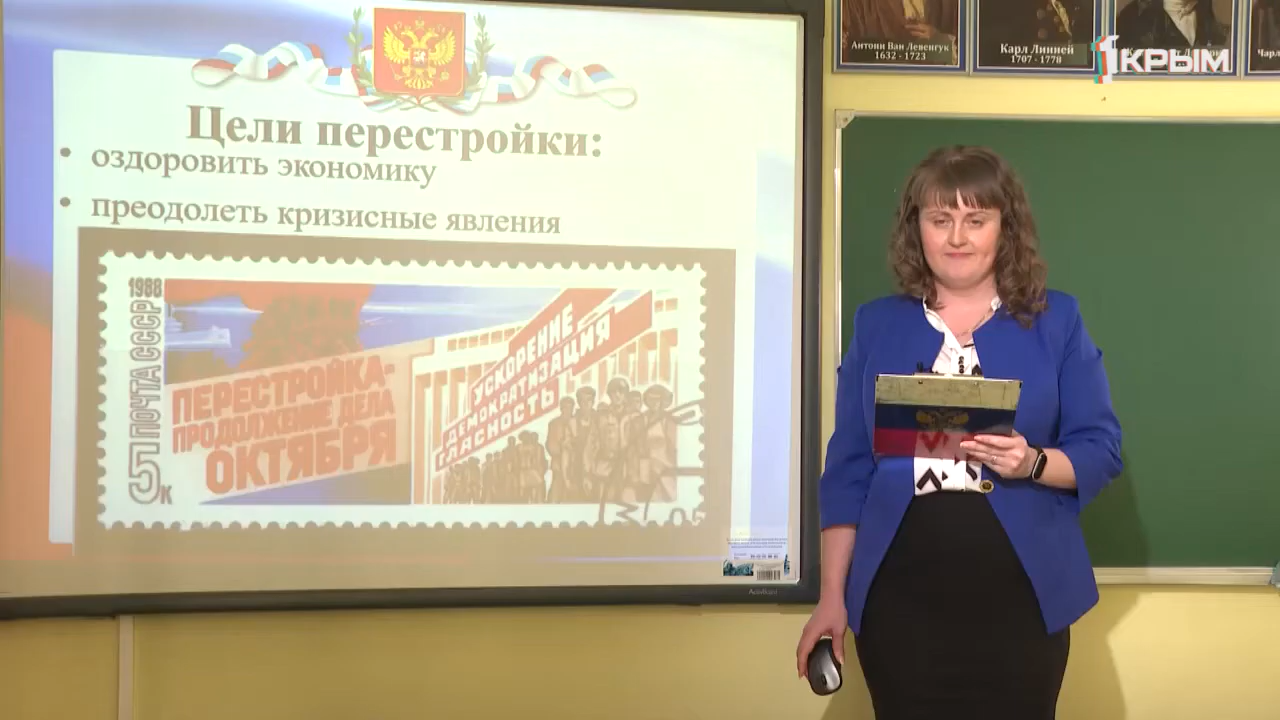 Цели перестройки:
• оздоровить экономику
• преодолеть кризисные явления
1988
5к ПОЧТА СССР
ПЕРЕСТРОЙКА-
ПРОДОЛЖЕНИЕ ДЕЛА
ОКТЯБРЯ
УСКОРЕНИЕ
ДЕМОКРАТИЗАЦИЯ
ГЛАСНОСТЬ
Антони Ван Левенгук
1632 - 1723
Карл Линней
1707 - 1778
1КРЫМ
ActivBoard